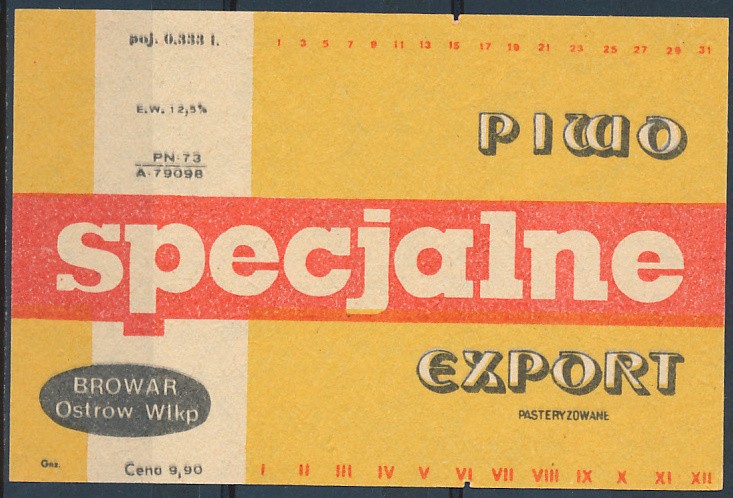 poj. 0.333 l.
1 3 5 7 9 11 13 15 17 19 21 23 25 27 29 31
E.W. 12,5%
PIWO
PN-73
A-79098
specjalne
EXPORT
PASTERYZOWANE
BROWAR
Ostrów Wlkp
Gnz.
Cena 9,90
I II III IV V VI VII VIII IX X XI XII